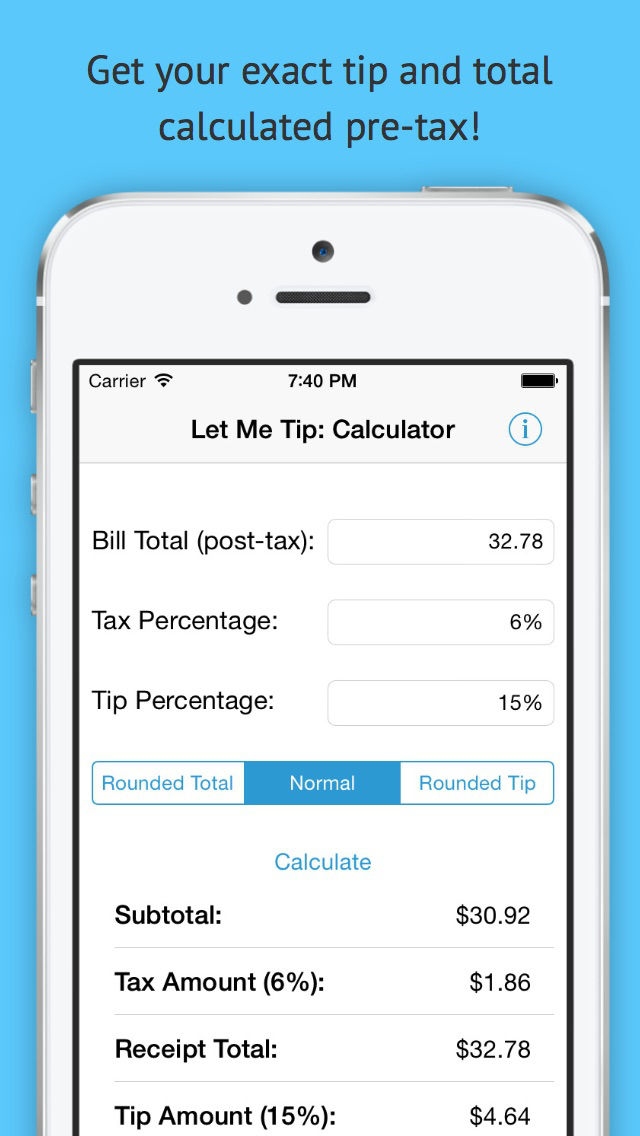 Get your exact tip and total
calculated pre-tax!
Carrier 7:40 PM
Let Me Tip: Calculator i
Bill Total (post-tax): 32.78
Tax Percentage: 6%
Tip Percentage: 15%
Rounded Total Normal Rounded Tip
Calculate
Subtotal: $30.92
Tax Amount (6%): $1.86
Receipt Total: $32.78
Tip Amount (15%): $4.64